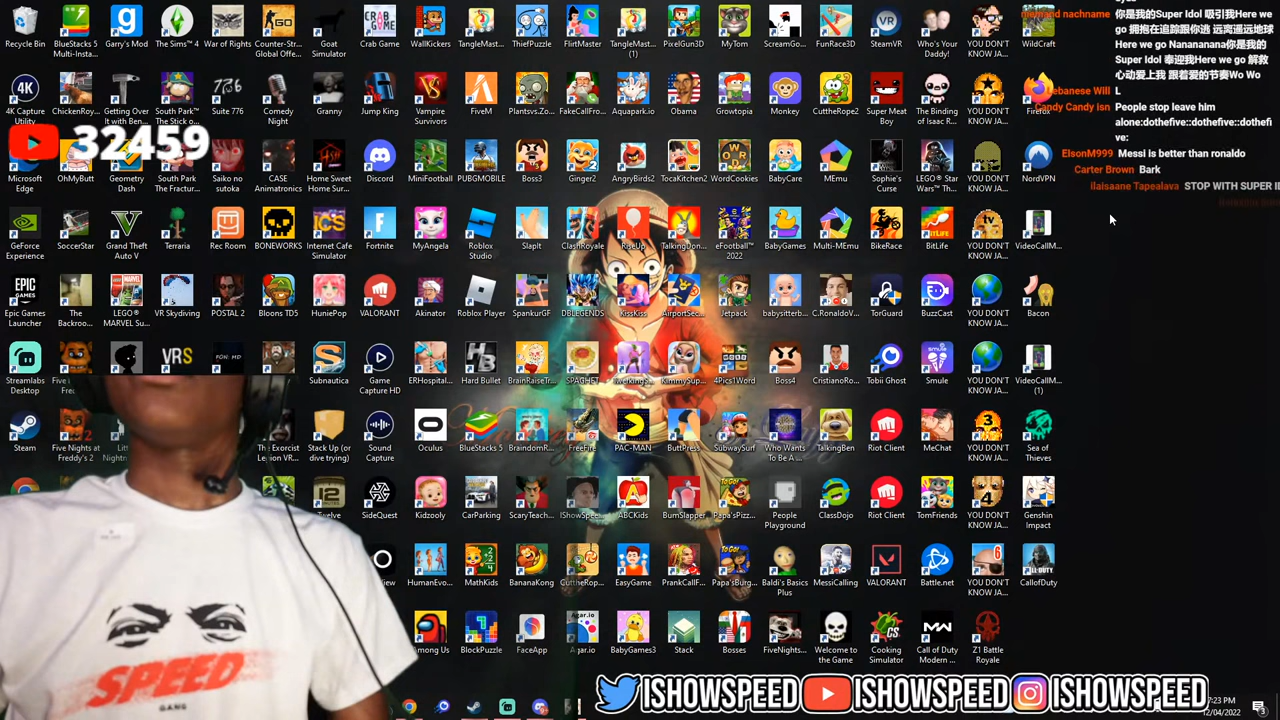 Recycle Bin
BlueStacks 5 Multi-Insta...
Garry's Mod
The Sims™ 4
War of Rights
Counter-Str... Global Offe...
Goat Simulator
Crab Game
WallKickers
TangleMast...
ThiefPuzzle
FlirtMaster
TangleMast...
PixelGun3D
MyTom
ScreamGo...
FunRace3D
SteamVR
Who's Your Daddy!
YOU DON'T KNOW JA...
WildCraft
4K Capture Utility
ChickenRoy...
Getting Over It with Ben...
South Park™ The Stick o...
Suite 776
Comedy Night
Granny
Jump King
Vampire Survivors
FiveM
Plantsvs.Zo...
FakeCallFro...
Aquapark.io
Obama
Growtopia
Monkey
CuttheRope2
Super Meat Boy
The Binding of Isaac R...
YOU DON'T KNOW JA...
Firefox
32459
Microsoft Edge
OhMyButt
Geometry Dash
South Park The Fractur...
Saiko no sutoka
CASE Animatronics
Home Sweet Home Sur...
Discord
MiniFootball
PUBGMOBILE
Boss3
Ginger2
AngryBirds2
TocaKitchen2
WordCookies
BabyCare
MEmu
Sophie's Curse
LEGO® Star Wars™ Th...
YOU DON'T KNOW JA...
NordVPN
GeForce Experience
SoccerStar
Grand Theft Auto V
Terraria
Rec Room
BONEWORKS
Internet Cafe Simulator
Fortnite
MyAngela
Roblox Studio
SlapIt
ClashRoyale
RiseUp
TalkingDon...
eFootball™ 2022
BabyGames
Multi-MEmu
BikeRace
BitLife
YOU DON'T KNOW JA...
VideoCallM...
Epic Games Launcher
The Backroo...
LEGO® MARVEL Su...
VR Skydiving
POSTAL 2
Bloons TD5
HuniePop
VALORANT
Akinator
Roblox Player
SpankurGF
DBLEGENDS
KissKiss
AirportSec...
Jetpack
babysitterb...
C.RonaldoV...
TorGuard
BuzzCast
YOU DON'T KNOW JA...
Bacon
Streamlabs Desktop
Subnautica
Game Capture HD
ERHospital...
Hard Bullet
BrainRaiseTr...
SPAGHET
KimmySup...
4Pics1Word
Boss4
CristianoRo...
Tobii Ghost
Smule
YOU DON'T KNOW JA...
VideoCallM... (1)
Steam
Five Nights at Freddy's 2
The Exorcist Legion VR...
Stack Up (or dive trying)
Sound Capture
Oculus
BlueStacks 5
BraindomR...
FreeFire
PAC-MAN
ButtPress
SubwaySurf
Who Wants To Be A ...
TalkingBen
Riot Client
MeChat
YOU DON'T KNOW JA...
Sea of Thieves
SideQuest
Kidzooly
CarParking
ScaryTeach...
IShowSpee...
ABCKids
BumSlapper
Papa'sPizz...
People Playground
ClassDojo
Riot Client
TomFriends
YOU DON'T KNOW JA...
Genshin Impact
HumanEvo...
MathKids
BananaKong
CuttheRop...
EasyGame
PrankCallF...
Papa'sBurg...
Baldi's Basics Plus
MessiCalling
VALORANT
Battle.net
YOU DON'T KNOW JA...
CallofDuty
Among Us
BlockPuzzle
FaceApp
Agar.io
BabyGames3
Stack
Bosses
FiveNights...
Welcome to the Game
Cooking Simulator
Call of Duty Modern ...
Z1 Battle Royale
你是我的Super Idol 吸引我Here we
go 拥抱在追踪跟你逃 远离遥远地球
Here we go Nanananana你是我的
Super Idol 奉迎我Here we go 解救
心动爱上我 跟着爱的节奏Wo Wo
Lebanese Will L
Candy Candy Isn People stop leave him
alone:dothefive::dothefive::dothefi
ve:
ElsonM999 Messi is better than ronaldo
Carter Brown Bark
ilaisaane Tapealava STOP WITH SUPER ID
SPEED
GANG
ISHOWSPEED ISHOWSPEED ISHOWSPEED
7:23 PM
12/04/2022